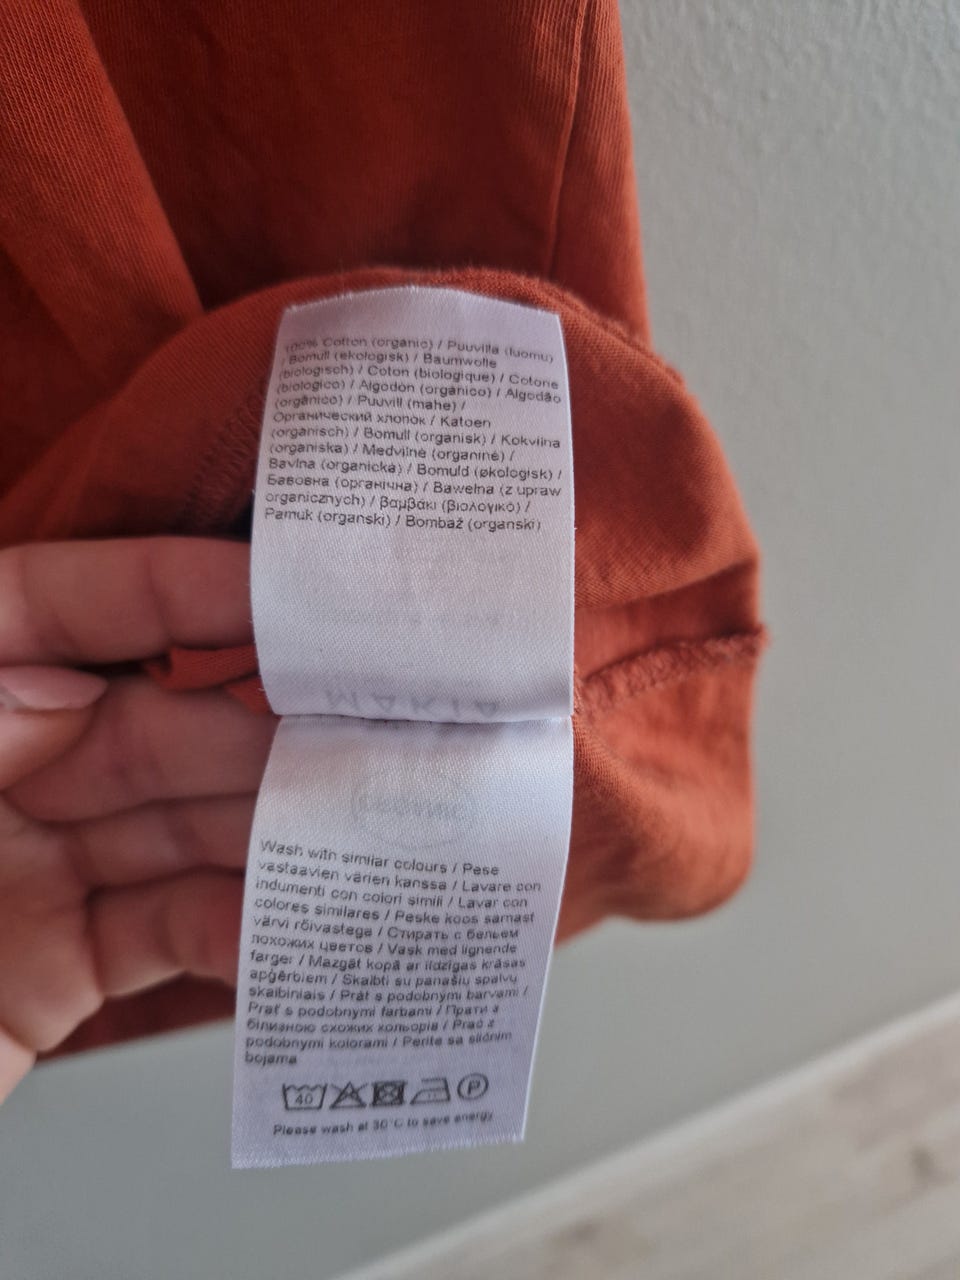 100% Cotton (organic) / Puuvilla (luomu)
/ Bomull (ekologisk) / Baumwolle
(biologisch) / Coton (biologique) / Cotone
(biologico) / Algodón (orgánico) / Algodão
(orgânico) / Puuvill (mahe) /
Органический хлопок / Katoen
(organisch) / Bomull (organisk) / Kokvilna
(organiska) / Medvilnė (organinė) /
Bavlna (organická) / Bomuld (økologisk) /
Бавовна (органічна) / Bawełna (z upraw
organicznych) / βαμβάκι (βιολογικό) /
Pamuk (organski) / Bombaž (organski)
Wash with similar colours / Pese
vastaavien värien kanssa / Lavare con
indumenti con colori simili / Lavar con
colores similares / Peske koos samast
värvi rõivastega / Стирать с бельем
похожих цветов / Vask med lignende
farger / Mazgāt kopā ar līdzīgas krāsas
apģērbiem / Skalbti su panašių spalvų
skaibiniais / Prát s podobnými barvami /
Prať s podobnými farbami / Прати з
білизною схожих кольорів / Prać z
podobnymi kolorami / Perite sa sličnim
bojama
40 P
Please wash at 30°C to save energy